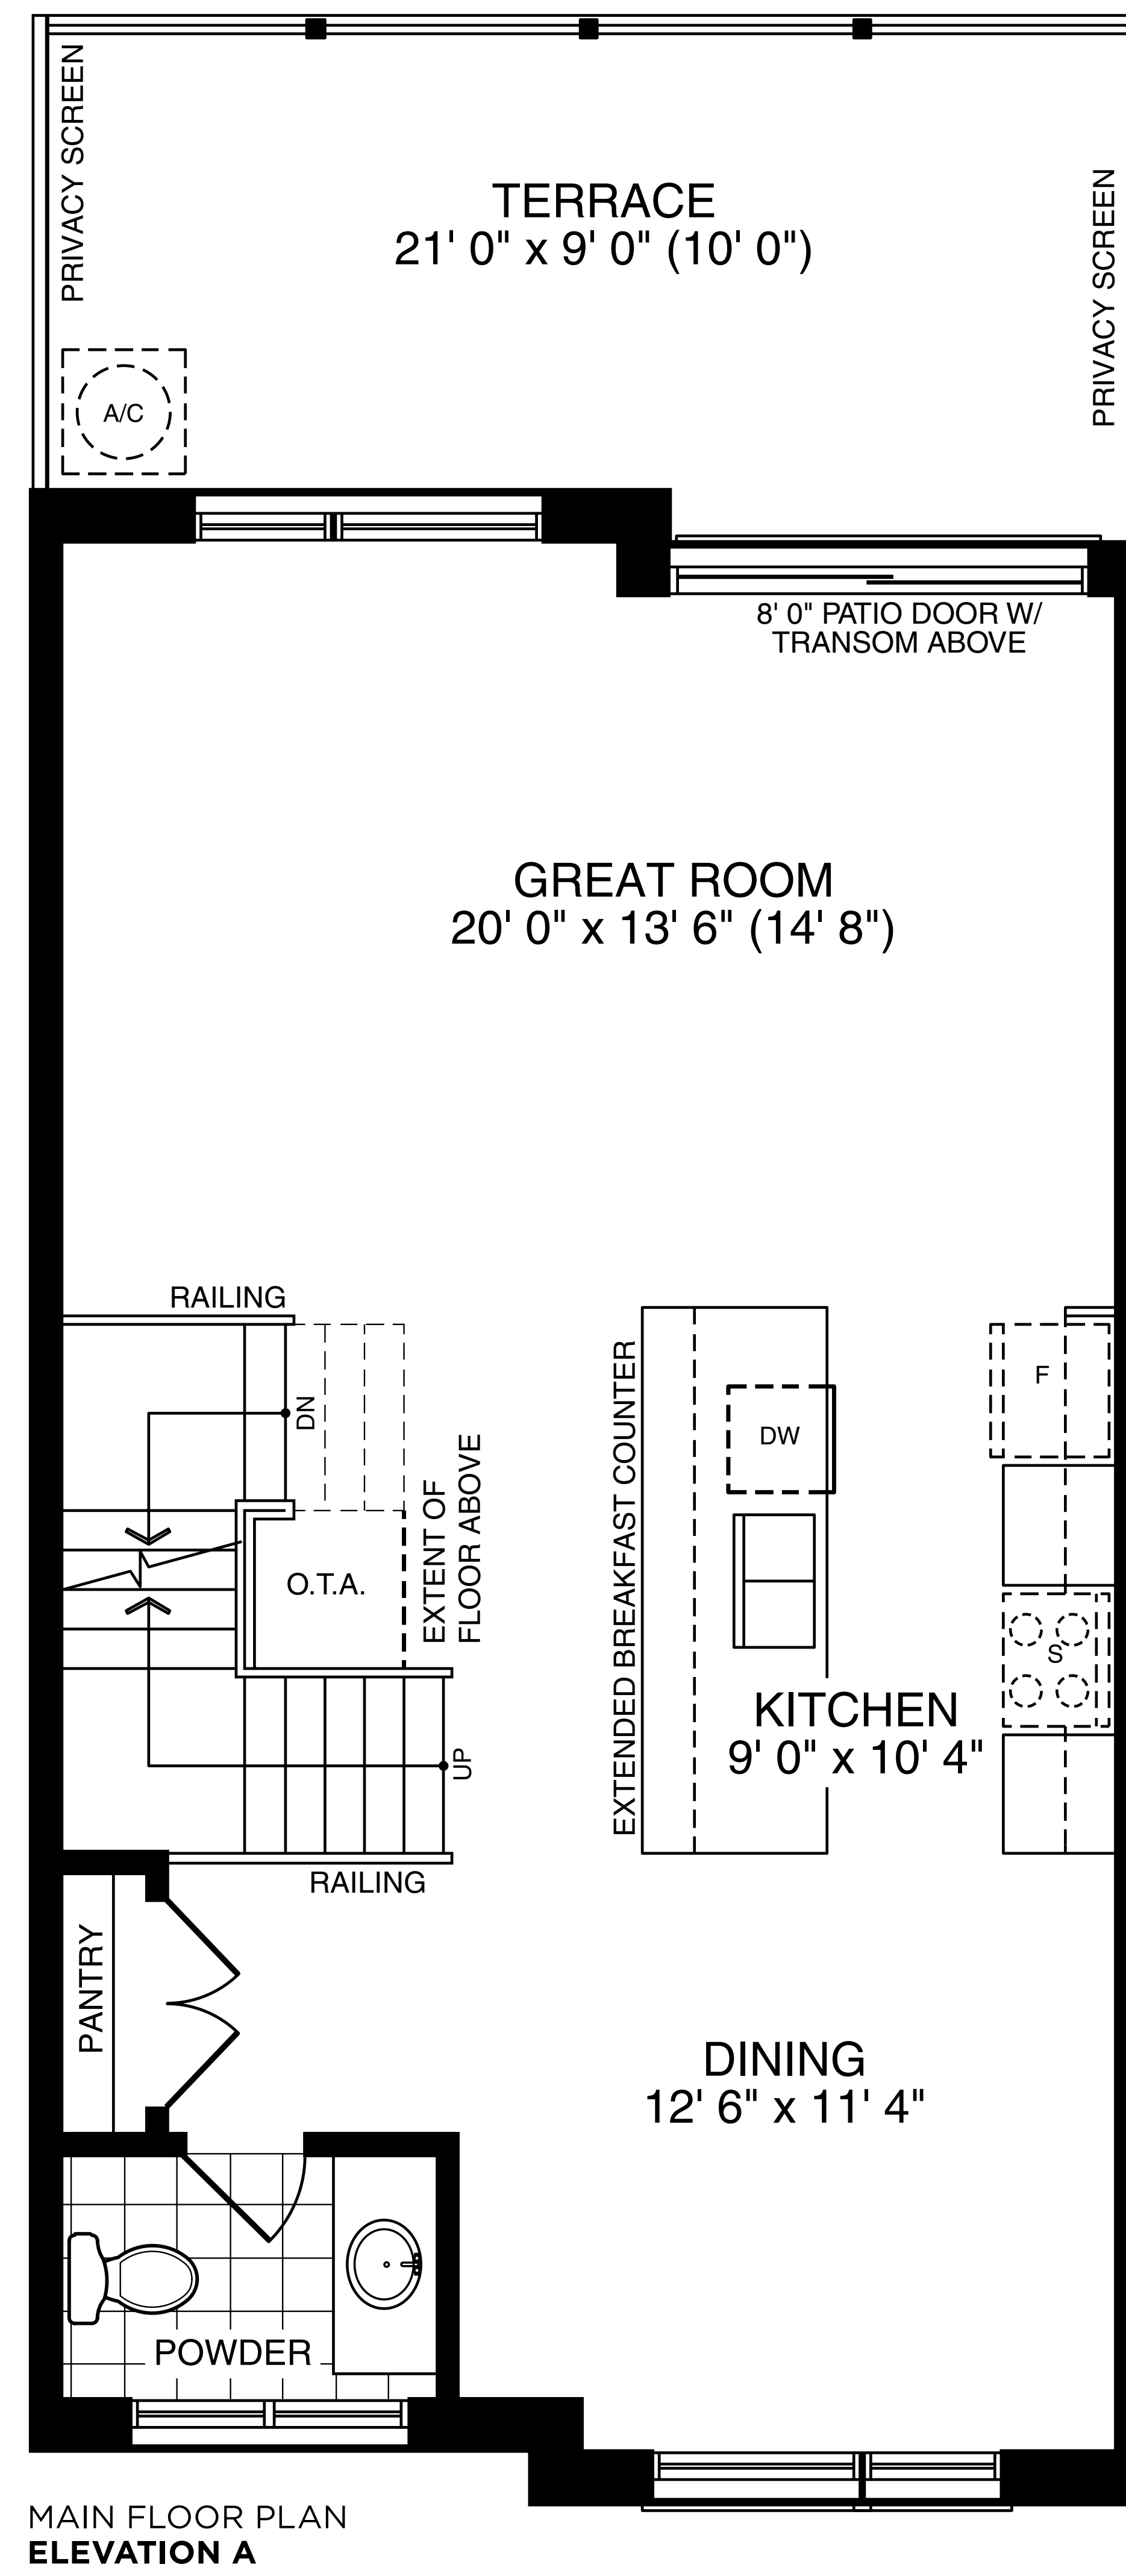 PRIVACY SCREEN
TERRACE
21' 0" x 9' 0" (10' 0")
PRIVACY SCREEN
A/C
8' 0" PATIO DOOR W/
TRANSOM ABOVE
GREAT ROOM
20' 0" x 13' 6" (14' 8")
RAILING
DN
EXTENT OF
FLOOR ABOVE
O.T.A.
UP
RAILING
EXTENDED BREAKFAST COUNTER
DW
F
S
KITCHEN
9' 0" x 10' 4"
PANTRY
DINING
12' 6" x 11' 4"
POWDER
MAIN FLOOR PLAN
ELEVATION A